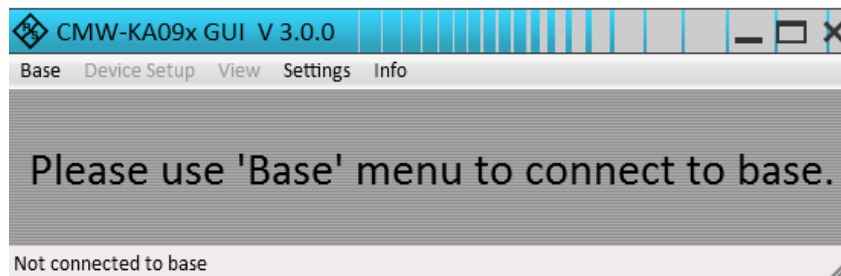 CMW-KA09x GUI V 3.0.0
Base Device Setup View Settings Info
Please use 'Base' menu to connect to base.
Not connected to base